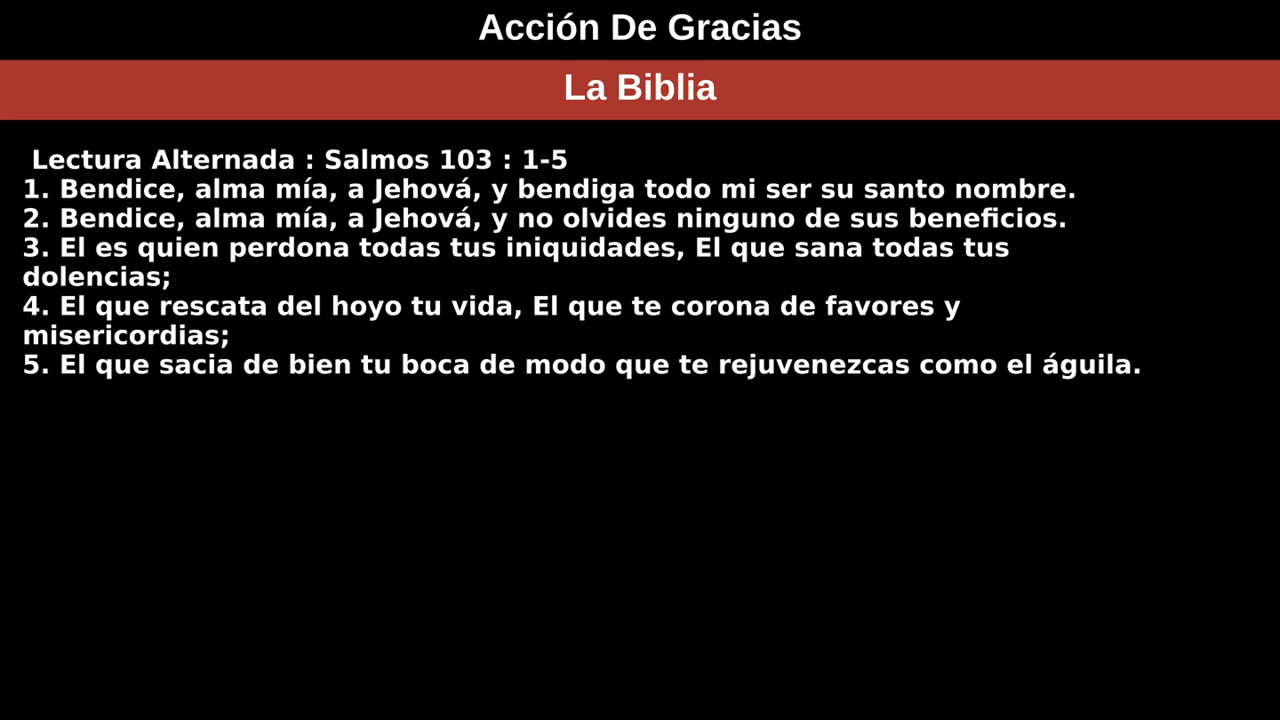 Acción De Gracias
La Biblia
Lectura Alternada : Salmos 103 : 1-5
1. Bendice, alma mía, a Jehová, y bendiga todo mi ser su santo nombre.
2. Bendice, alma mía, a Jehová, y no olvides ninguno de sus beneficios.
3. El es quien perdona todas tus iniquidades, El que sana todas tus
dolencias;
4. El que rescata del hoyo tu vida, El que te corona de favores y
misericordias;
5. El que sacia de bien tu boca de modo que te rejuvenezcas como el águila.